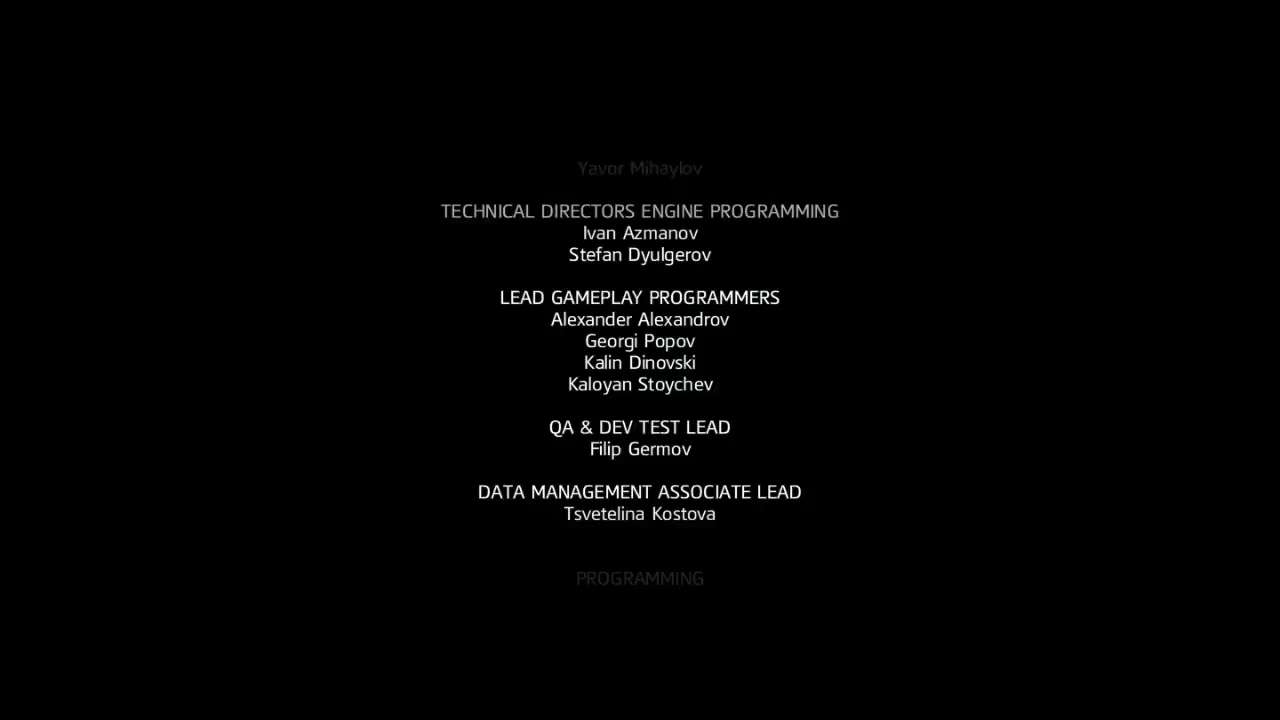 Yavor Mihaylov
TECHNICAL DIRECTORS ENGINE PROGRAMMING
Ivan Azmanov
Stefan Dyulgerov
LEAD GAMEPLAY PROGRAMMERS
Alexander Alexandrov
Georgi Popov
Kalin Dinovski
Kaloyan Stoychev
QA & DEV TEST LEAD
Filip Germov
DATA MANAGEMENT ASSOCIATE LEAD
Tsvetelina Kostova
PROGRAMMING